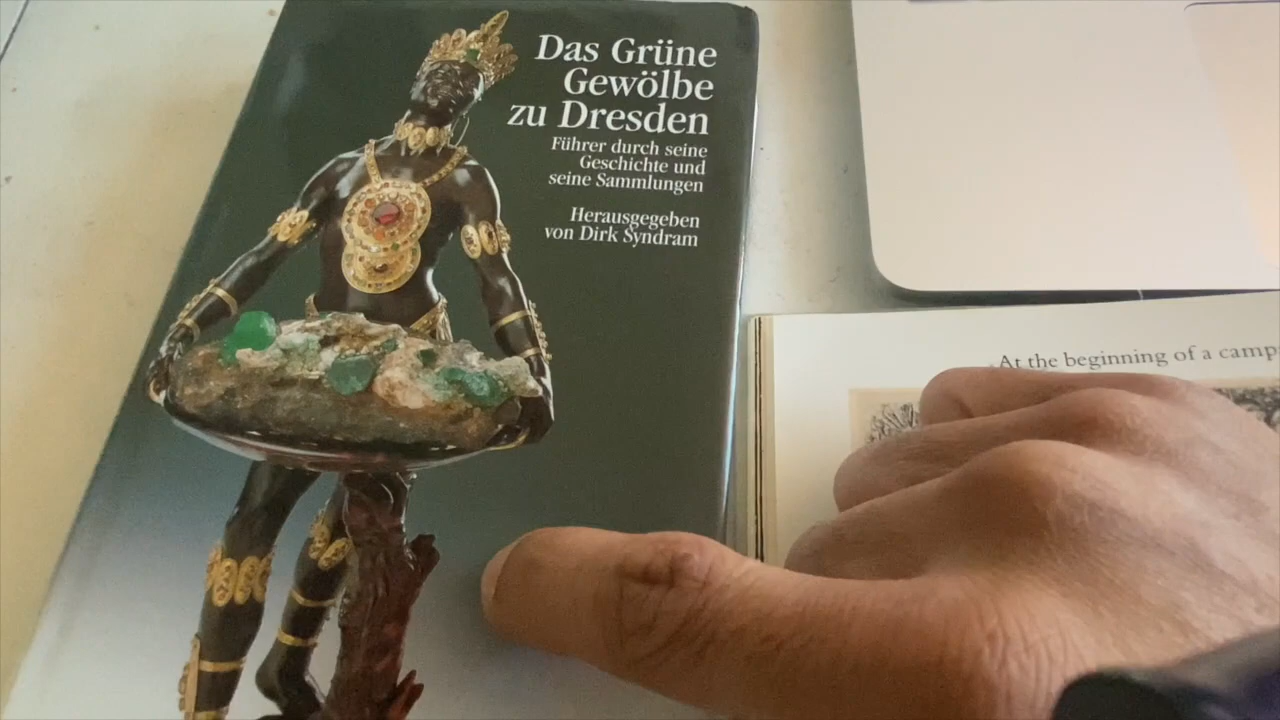 Das Grüne
Gewölbe
zu Dresden
Führer durch seine
Geschichte und
seine Sammlungen
Herausgegeben
von Dirk Syndram
At the beginning of a